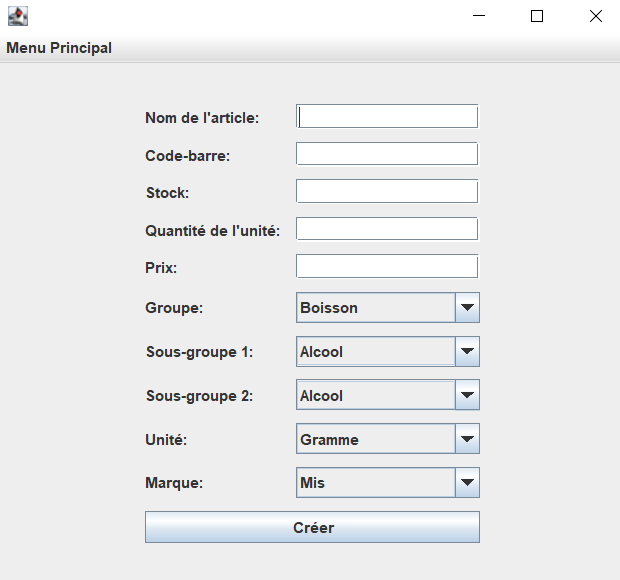 Menu Principal
Nom de l'article:
Code-barre:
Stock:
Quantité de l'unité:
Prix:
Groupe: Boisson
Sous-groupe 1: Alcool
Sous-groupe 2: Alcool
Unité: Gramme
Marque: Mis
Créer